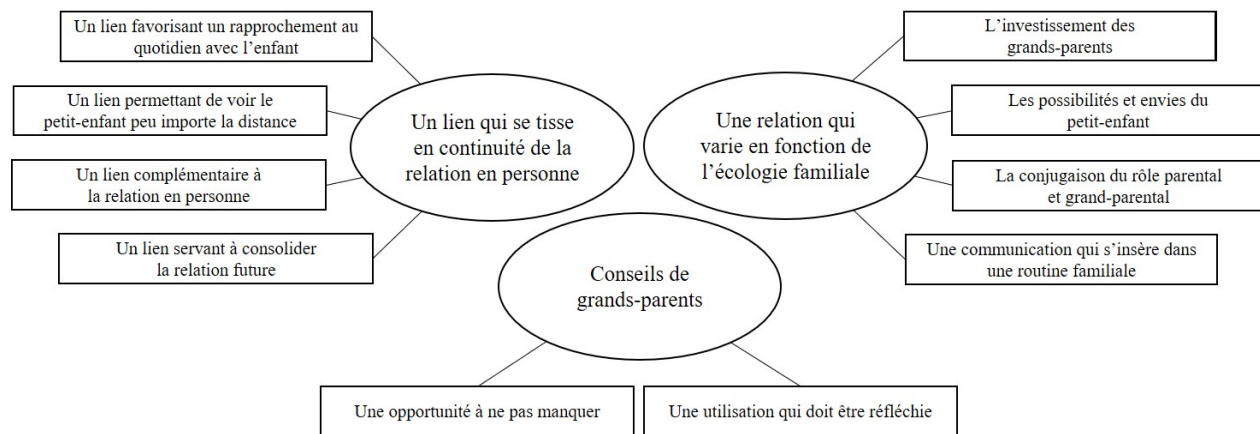 Un lien favorisant un rapprochement au
quotidien avec l’enfant
Un lien permettant de voir le
petit-enfant peu importe la distance
Un lien complémentaire à
la relation en personne
Un lien servant à consolider
la relation future
Un lien qui se tisse
en continuité de la
relation en personne
Une relation qui
varie en fonction de
l’écologie familiale
L’investissement des
grands-parents
Les possibilités et envies du
petit-enfant
La conjugaison du rôle parental
et grand-parental
Une communication qui s’insère dans
une routine familiale
Conseils de
grands-parents
Une opportunité à ne pas manquer
Une utilisation qui doit être réfléchie